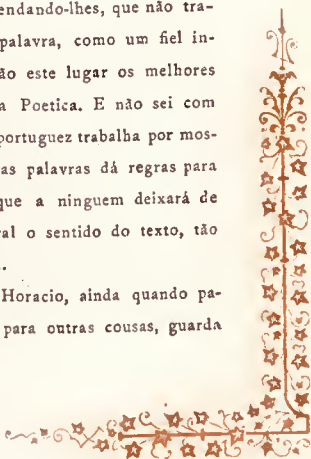 endando-lhes, que não tra-
palavra, como um fiel in-
ão este lugar os melhores
a Poetica. E não sei com
portuguez trabalha por mos-
as palavras dá regras para
que a ninguem deixará de
al o sentido do texto, tão
..
Horacio, ainda quando pa-
para outras cousas, guarda